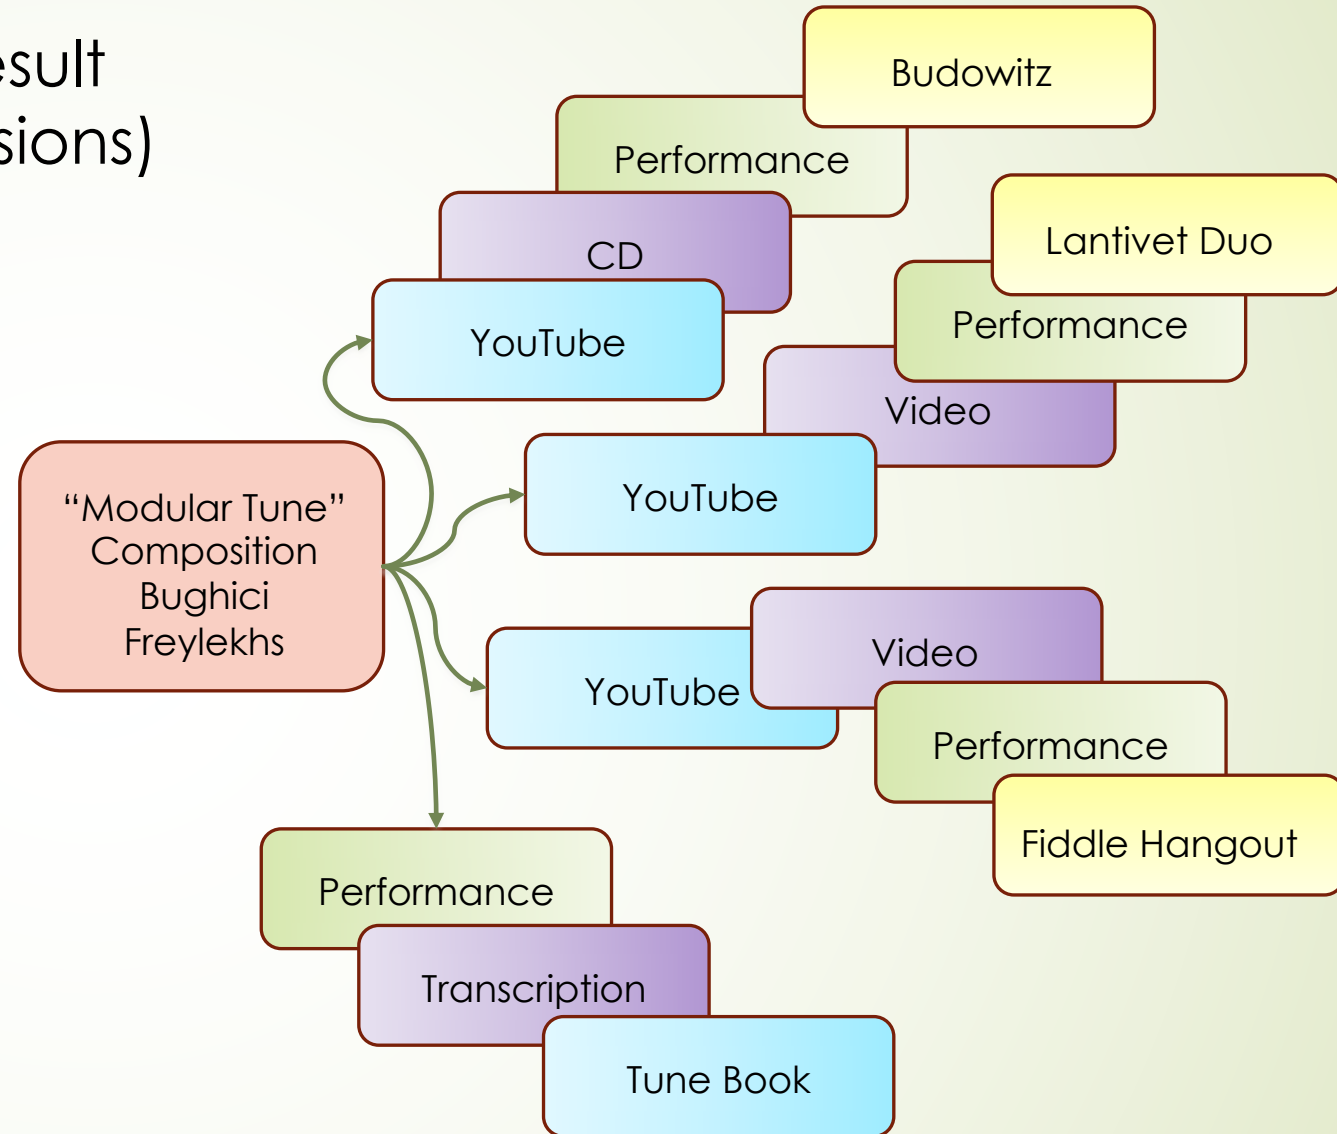 esult
sions)
Budowitz
Performance
CD
YouTube
Lantivet Duo
Performance
Video
YouTube
“Modular Tune”
Composition
Bughici
Freylekhs
YouTube
Video
Performance
Fiddle Hangout
Performance
Transcription
Tune Book